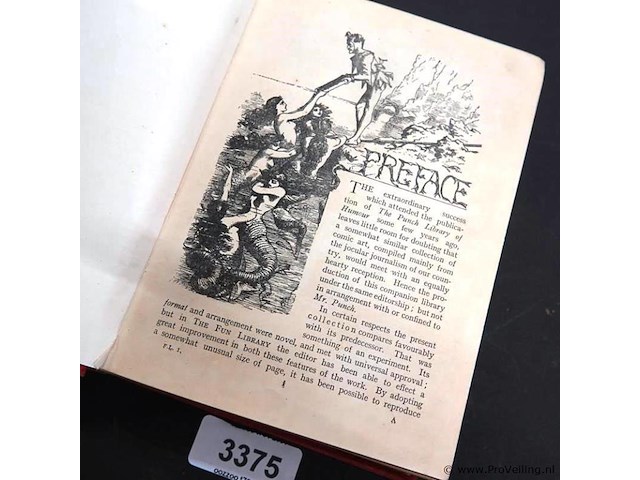 PREFACE
THE extraordinary success
which attended the publica-
tion of The Punch Library of
Humour some few years ago,
leaves little room for doubting that
a somewhat similar collection of
comic art, compiled mainly from
the jocular journalism of our coun-
try, would meet with an equally
hearty reception. Hence the pro-
duction of this companion library
under the same editorship; but not
in arrangement with or confined to
Mr. Punch.
In certain respects the present
collection compares favourably
with its predecessor. That was
something of an experiment. Its
format and arrangement were novel, and met with universal approval;
but in THE FUN LIBRARY the editor has been able to effect a
great improvement in both these features of the work. By adopting
a somewhat unusual size of page, it has been possible to reproduce
F.L. I,
A
3375
© www.ProVeiling.nl